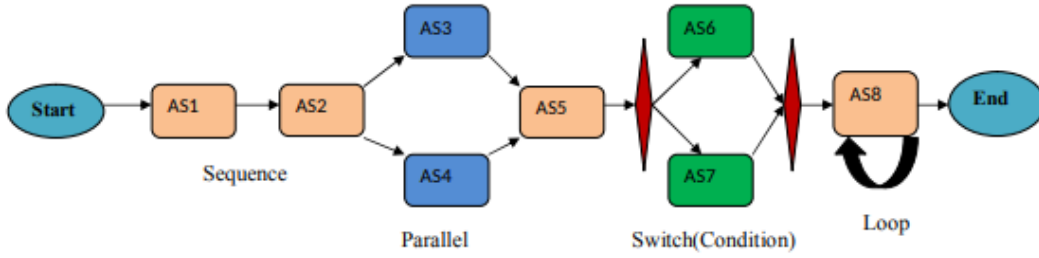 Start
AS1
AS2
AS3
AS4
AS5
AS6
AS7
AS8
End
Sequence
Parallel
Switch(Condition)
Loop